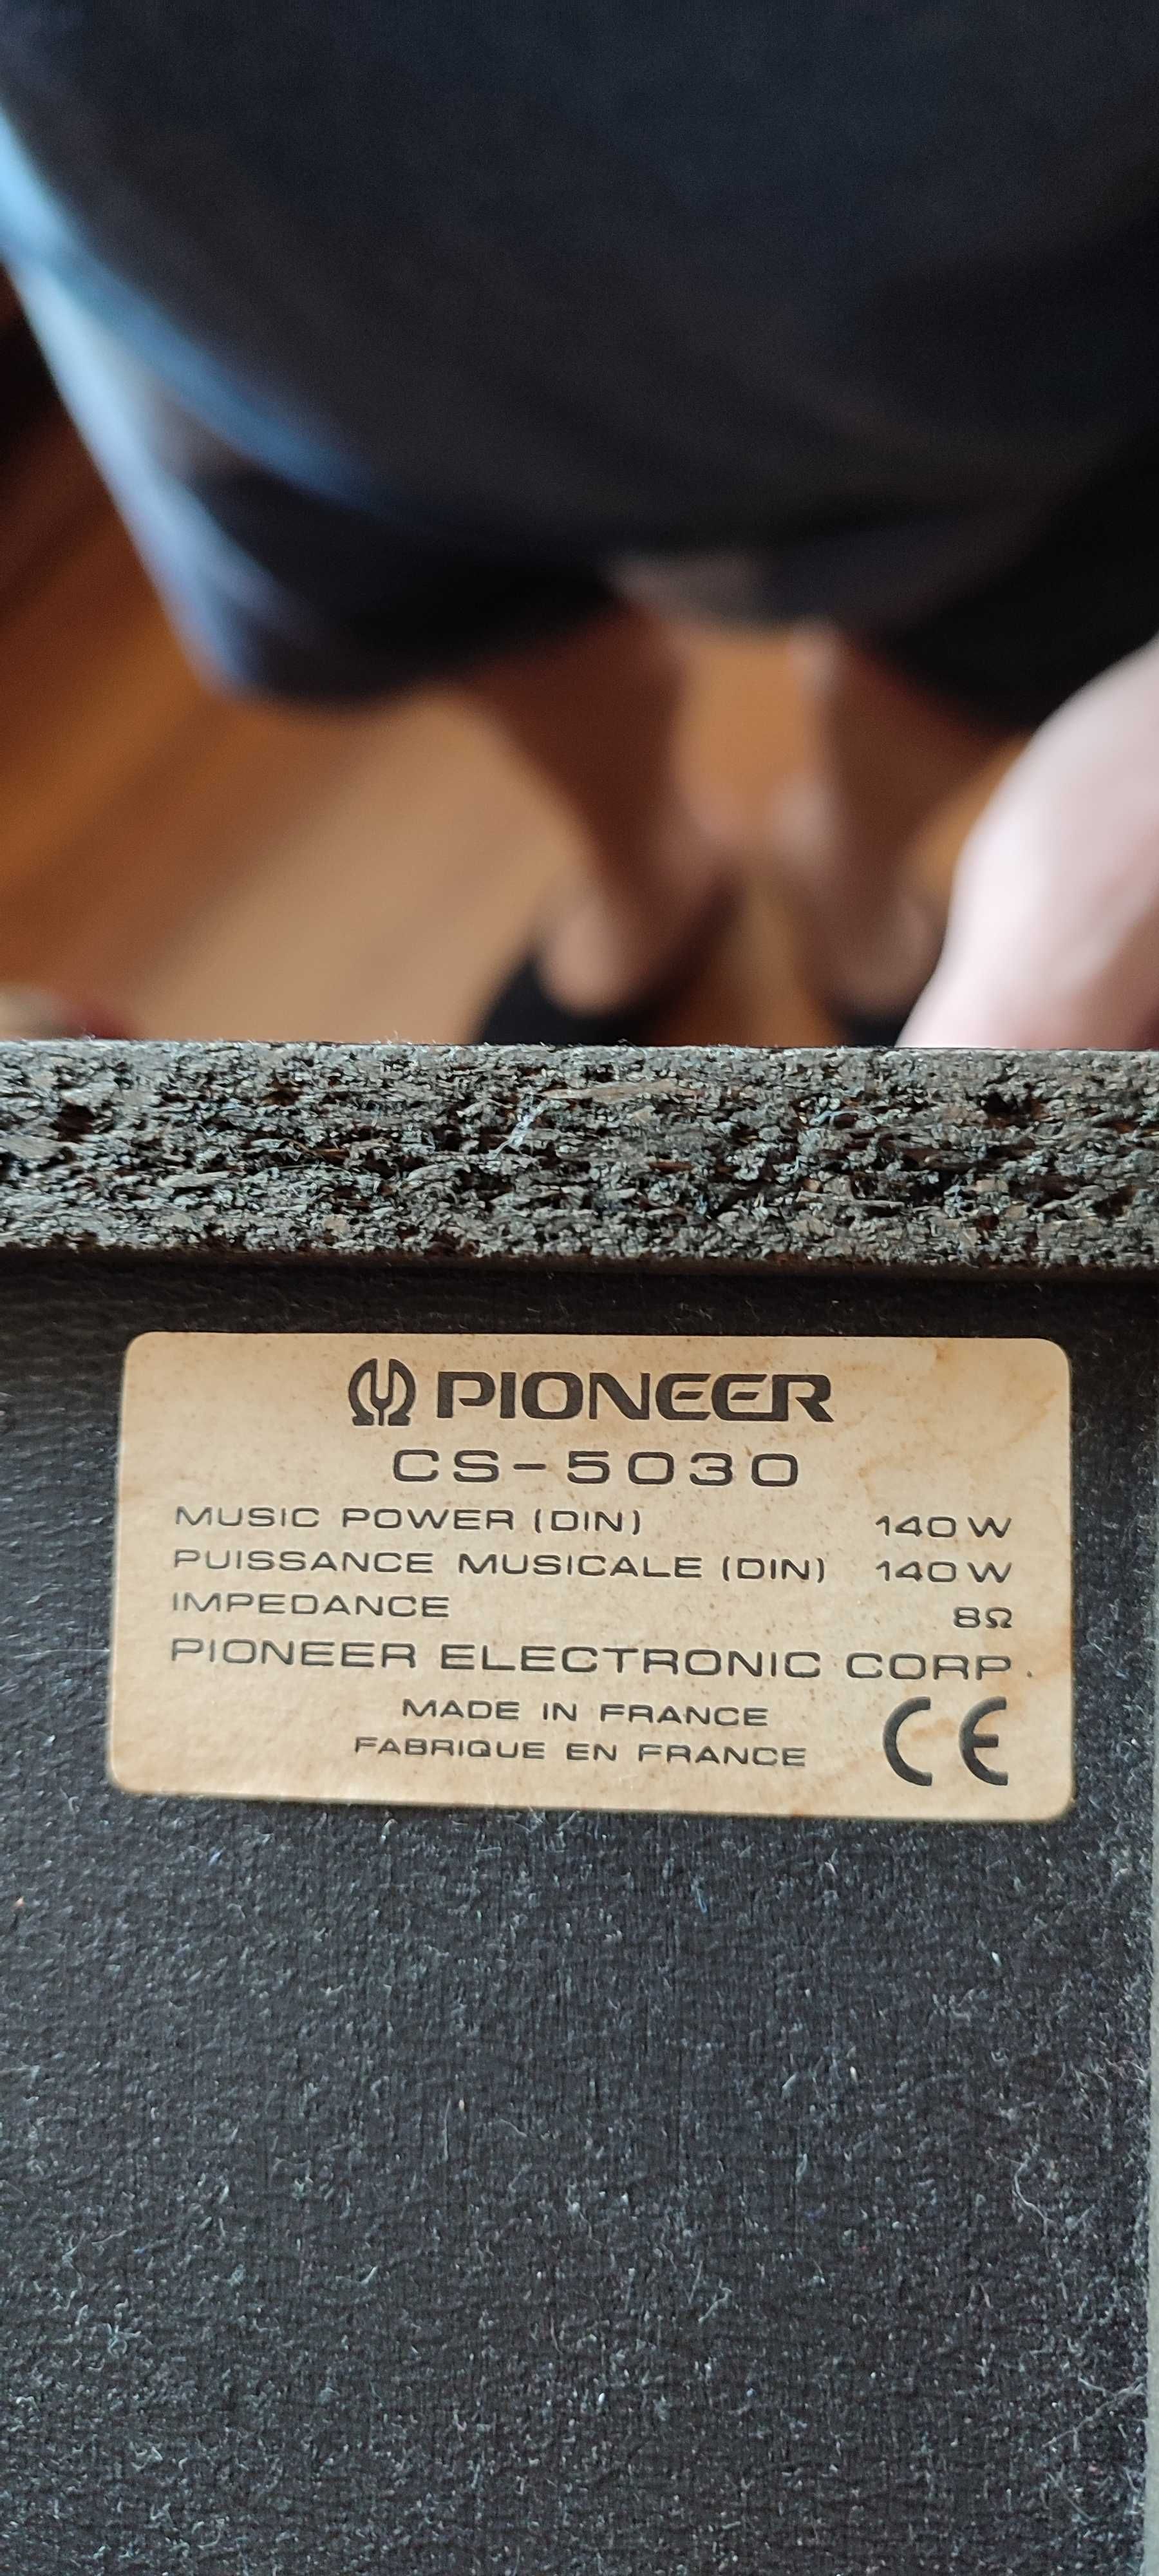 PIONEER
CS-5030
MUSIC POWER (DIN) 140 W
PUISSANCE MUSICALE (DIN) 140 W
IMPEDANCE 8Ω
PIONEER ELECTRONIC CORP.
MADE IN FRANCE
FABRIQUE EN FRANCE
CE